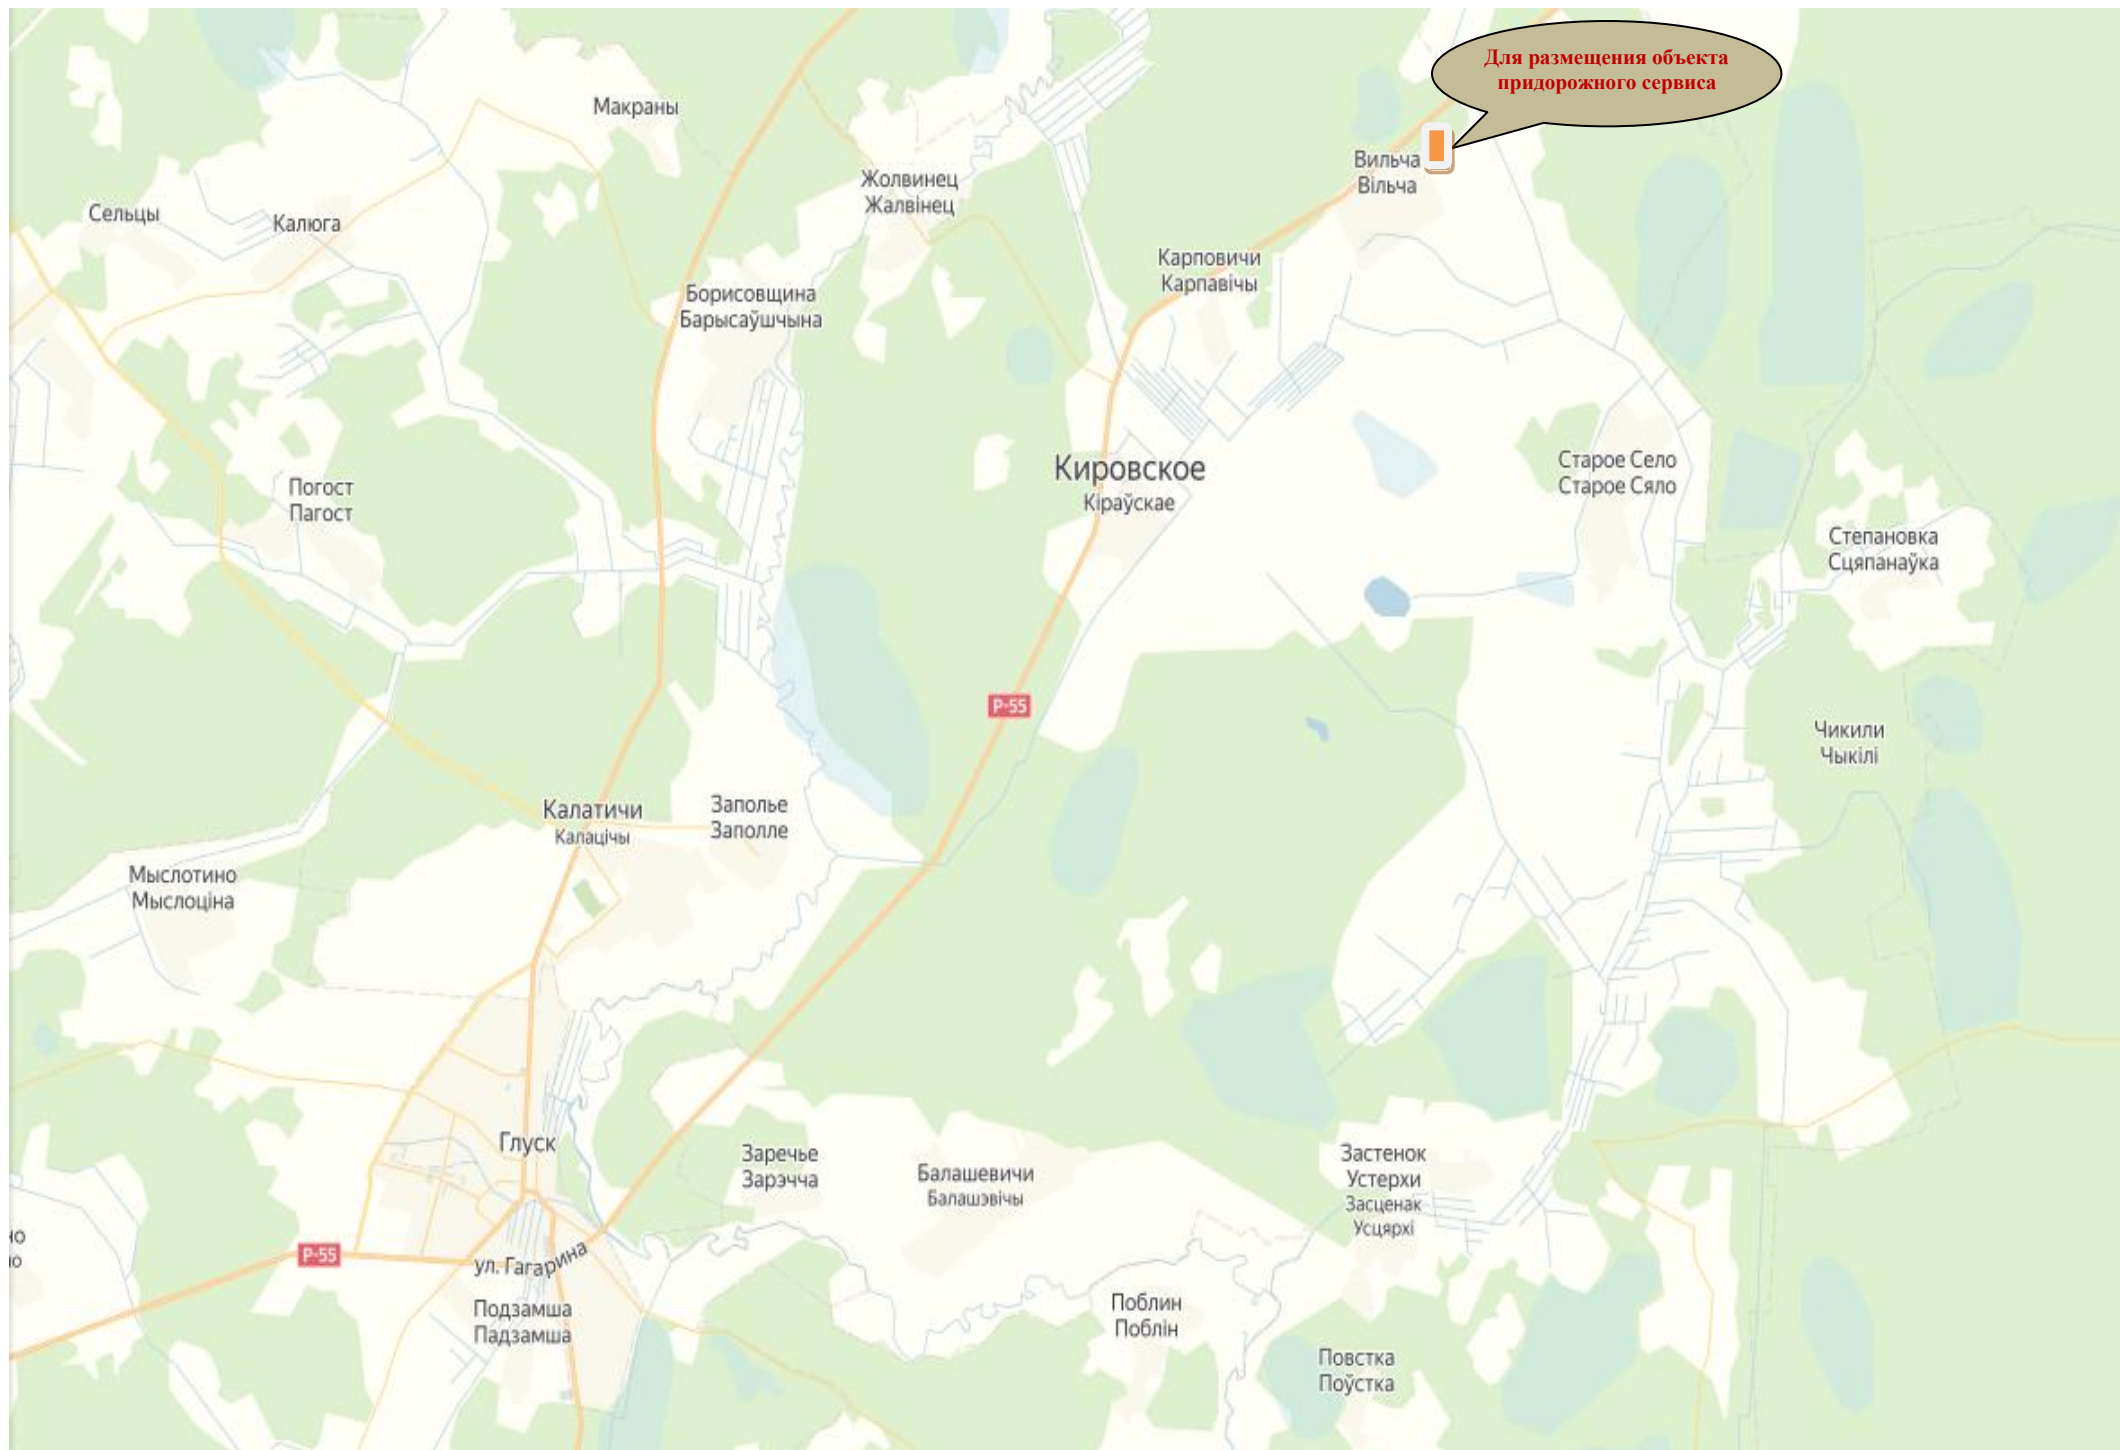 Для размещения объекта
придорожного сервиса
Макраны
Вильча
Вільча
Жолвинец
Жалвінец
Сельцы
Калюга
Карповичи
Карпавічы
Борисовщина
Барысаўшчына
Кировское
Кіраўскае
Старое Село
Старое Сяло
Погост
Пагост
Степановка
Сцяпанаўка
Р-55
Чикили
Чыкілі
Калатичи
Калацічы
Заполье
Заполле
Мыслотино
Мыслоціна
Глуск
Заречье
Зарэчча
Балашевичи
Балашэвічы
Застенок
Устерхи
Засценак
Усцярхі
но
но
Р-55
ул. Гагарина
Подзамша
Падзамша
Поблин
Поблін
Повстка
Поўстка